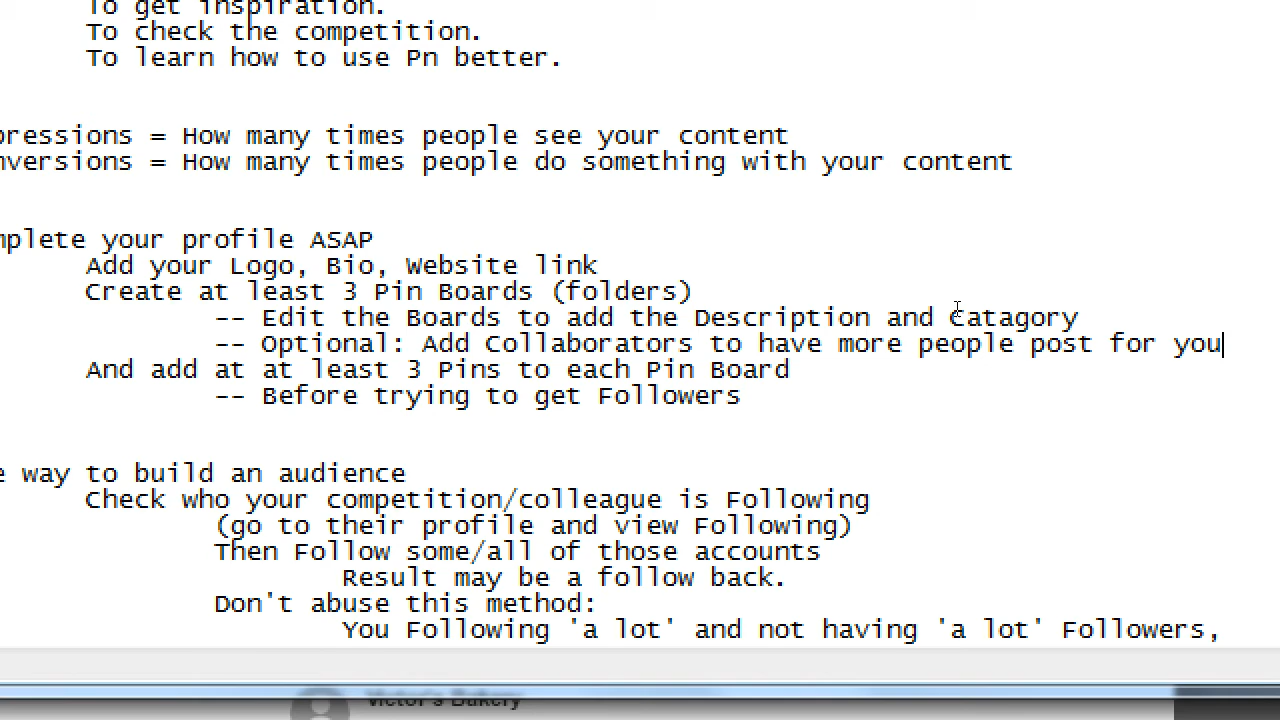 To get inspiration.
To check the competition.
To learn how to use Pn better.
pressions = How many times people see your content
nversions = How many times people do something with your content
mplete your profile ASAP
Add your Logo, Bio, Website link
Create at least 3 Pin Boards (folders)
-- Edit the Boards to add the Description and Catagory
-- Optional: Add Collaborators to have more people post for you
And add at at least 3 Pins to each Pin Board
-- Before trying to get Followers
e way to build an audience
Check who your competition/colleague is Following
(go to their profile and view Following)
Then Follow some/all of those accounts
Result may be a follow back.
Don't abuse this method:
You Following 'a lot' and not having 'a lot' Followers,
Victor's Bakery